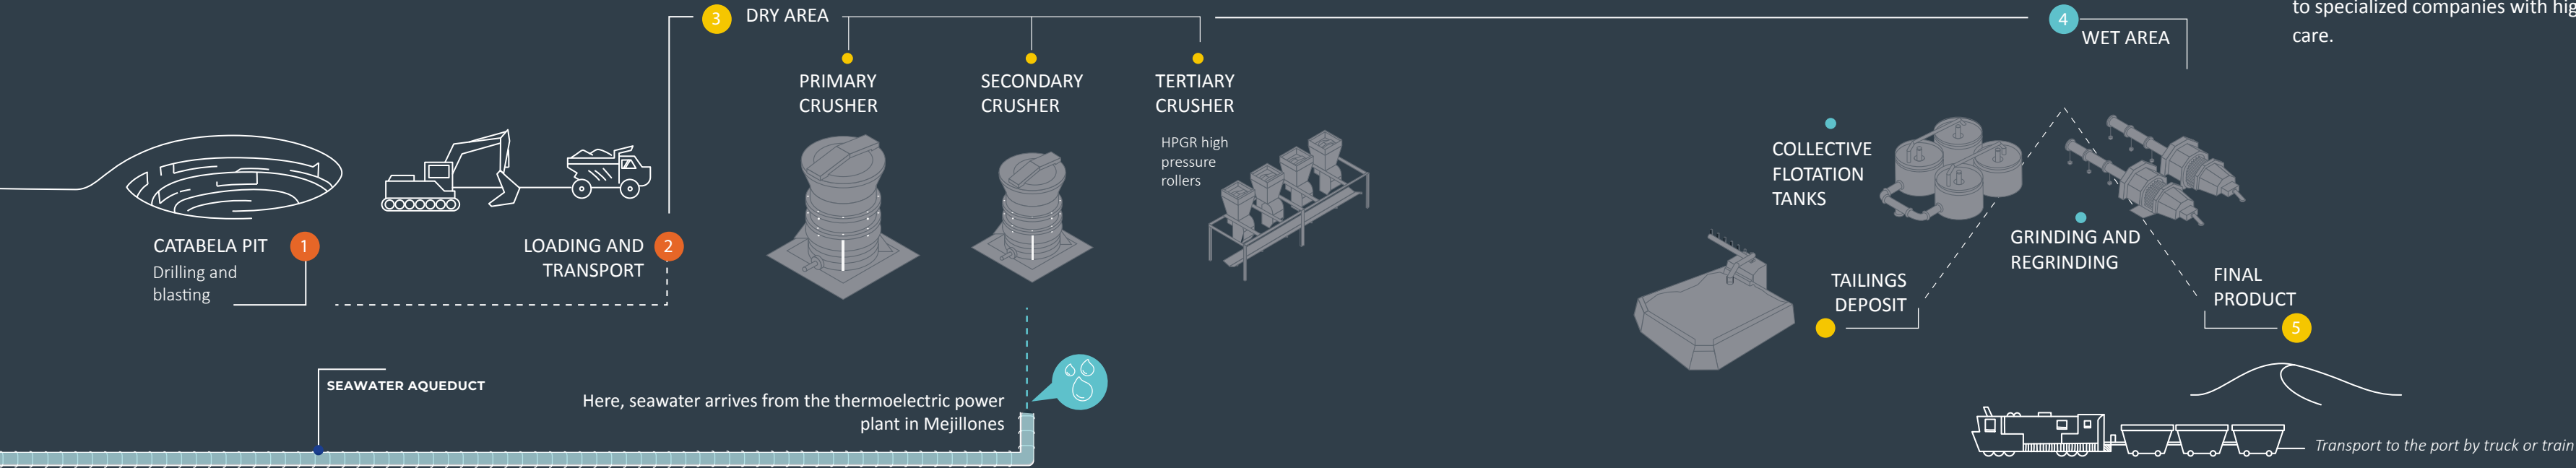 to specialized companies with hig
care.
3
DRY AREA
4
WET AREA
PRIMARY
CRUSHER
SECONDARY
CRUSHER
TERTIARY
CRUSHER
HPGR high
pressure
rollers
COLLECTIVE
FLOTATION
TANKS
GRINDING AND
REGRINDING
CATABELA PIT
1
Drilling and
blasting
LOADING AND
TRANSPORT
2
TAILINGS
DEPOSIT
FINAL
PRODUCT
5
SEAWATER AQUEDUCT
Here, seawater arrives from the thermoelectric power
plant in Mejillones
Transport to the port by truck or train